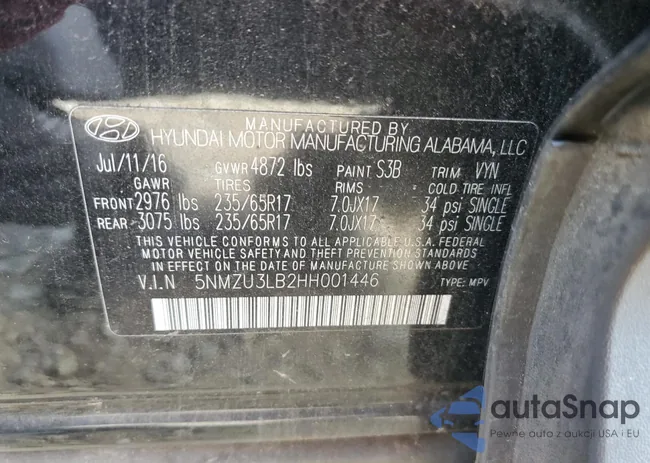 MANUFACTURED BY
HYUNDAI MOTOR MANUFACTURING ALABAMA, LLC
Jul/11/16 GVWR 4872 lbs PAINT S3B TRIM VYN
GAWR TIRES RIMS COLD TIRE INFL
FRONT 2976 lbs 235/65R17 7.0JX17 34 psi SINGLE
REAR 3075 lbs 235/65R17 7.0JX17 34 psi SINGLE
THIS VEHICLE CONFORMS TO ALL APPLICABLE U.S.A. FEDERAL
MOTOR VEHICLE SAFETY AND THEFT PREVENTION STANDARDS
IN EFFECT ON THE DATE OF MANUFACTURE SHOWN ABOVE.
V.I.N 5NMZU3LB2HH001446 TYPE: MPV
autaSnap
Pewne auto z aukcji USA i EU